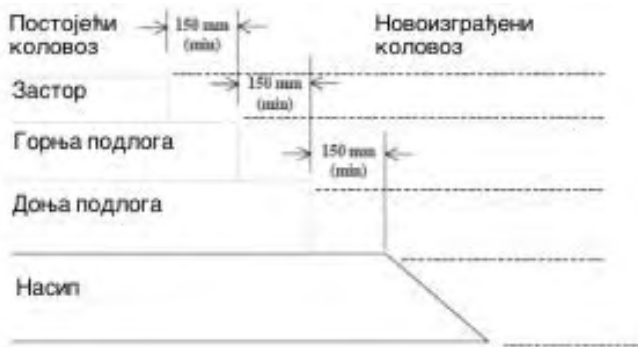 Постојећи
коловоз
150 mm
(min)
Новоизграђени
коловоз
Застор
150 mm
(min)
Горња подлога
150 mm
(min)
Доња подлога
Насип